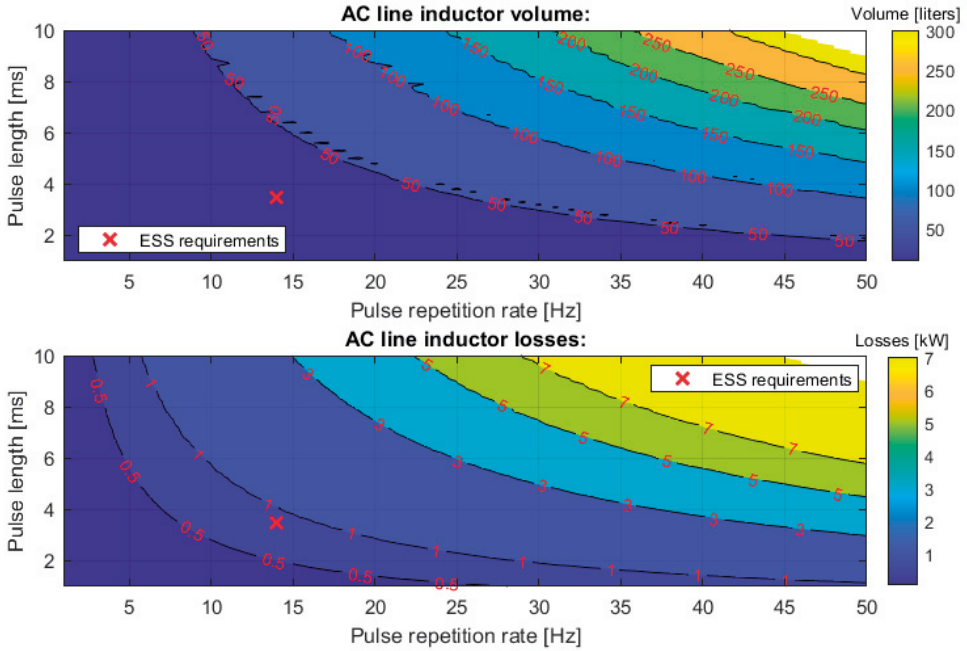 AC line inductor volume:
Volume [liters]
Pulse length [ms]
10
8
6
4
2
50 50 50 50 50 50 50 50
100 100 100 100 100 100
150 150 150 150
200 200 200 200
250 250 250
ESS requirements
5 10 15 20 25 30 35 40 45 50
Pulse repetition rate [Hz]
300
250
200
150
100
50
AC line inductor losses:
Losses [kW]
Pulse length [ms]
10
8
6
4
2
0.5 0.5 0.5 0.5 0.5
1 1 1 1 1 1 1
3 3 3 3 3 3
5 5 5 5
7 7 7 7
ESS requirements
5 10 15 20 25 30 35 40 45 50
Pulse repetition rate [Hz]
7
6
5
4
3
2
1